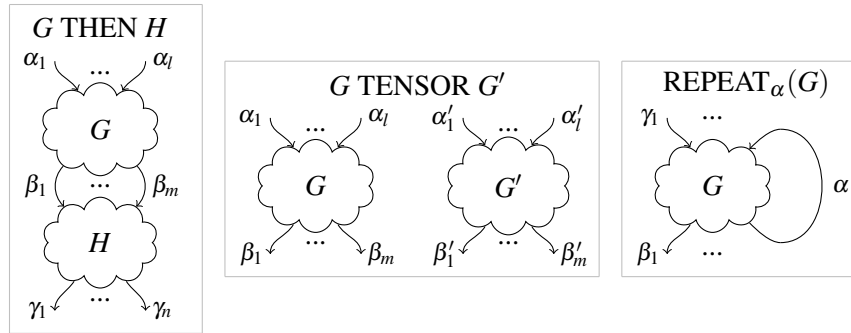 G THEN H
α₁ ... αₗ
G
β₁ ... βₘ
H
γ₁ ... γₙ
G TENSOR G′
α₁ ... αₗ α′₁ ... α′ₗ
G G′
β₁ ... βₘ β′₁ ... β′ₘ
REPEATα(G)
γ₁ ...
G α
β₁ ...